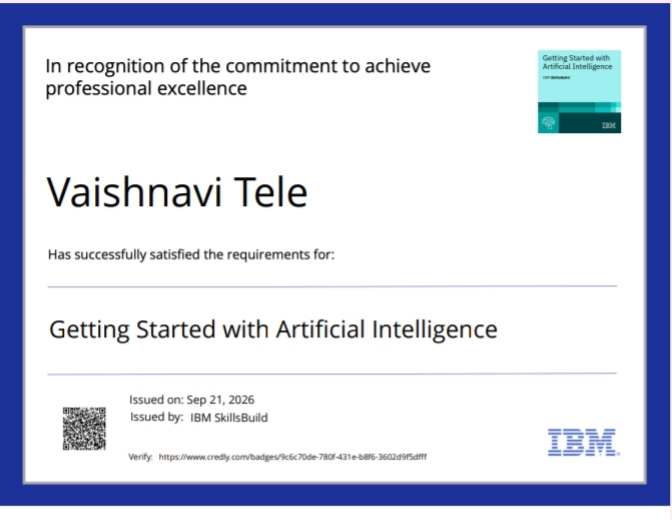 In recognition of the commitment to achieve
professional excellence
Getting Started with
Artificial Intelligence
IBM SkillsBuild
IBM
Vaishnavi Tele
Has successfully satisfied the requirements for:
Getting Started with Artificial Intelligence
Issued on: Sep 21, 2026
Issued by: IBM SkillsBuild
Verify: https://www.credly.com/badges/9c6c70de-780f-431e-b8f6-3602d9f5dfff
IBM